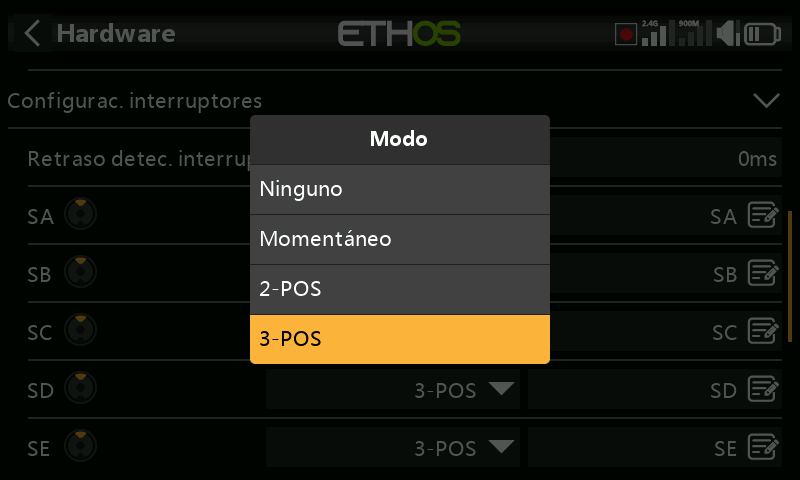 Hardware ETHOS 2.4G 900M
Configurac. interruptores
Modo
Retraso detec. interrup 0ms
Ninguno
SA SA
Momentáneo
SB SB
2-POS
SC SC
3-POS
SD 3-POS SD
SE 3-POS SE